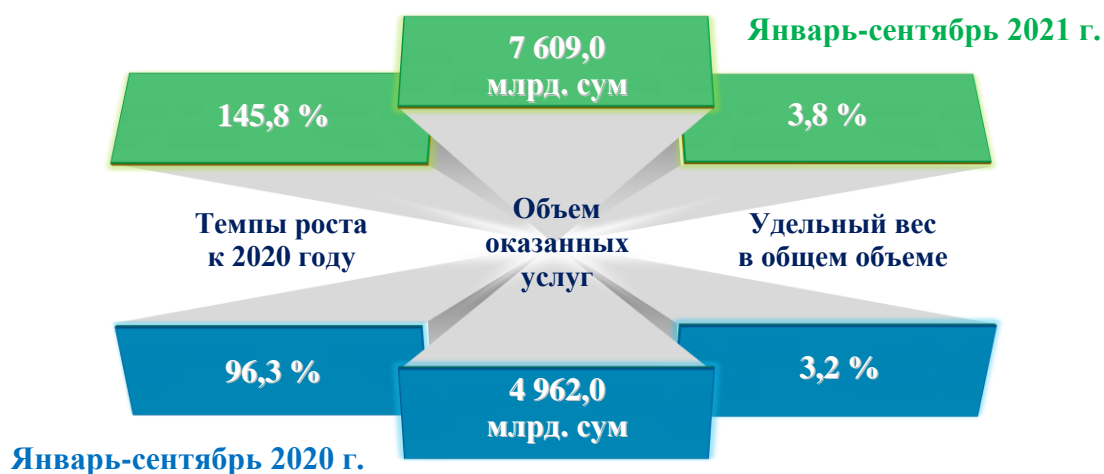 Январь-сентябрь 2021 г.
7 609,0
млрд. сум
145,8 %
3,8 %
Темпы роста
к 2020 году
Объем
оказанных
услуг
Удельный вес
в общем объеме
96,3 %
4 962,0
млрд. сум
3,2 %
Январь-сентябрь 2020 г.